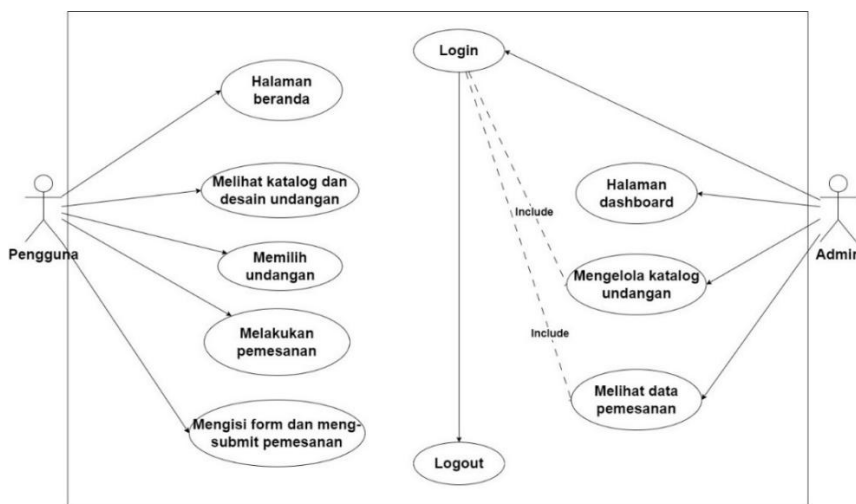 Login
Halaman
beranda
Melihat katalog dan
desain undangan
Halaman
dashboard
Include
Pengguna
Admin
Memilih
undangan
Mengelola katalog
undangan
Melakukan
pemesanan
Include
Melihat data
pemesanan
Mengisi form dan meng-
submit pemesanan
Logout